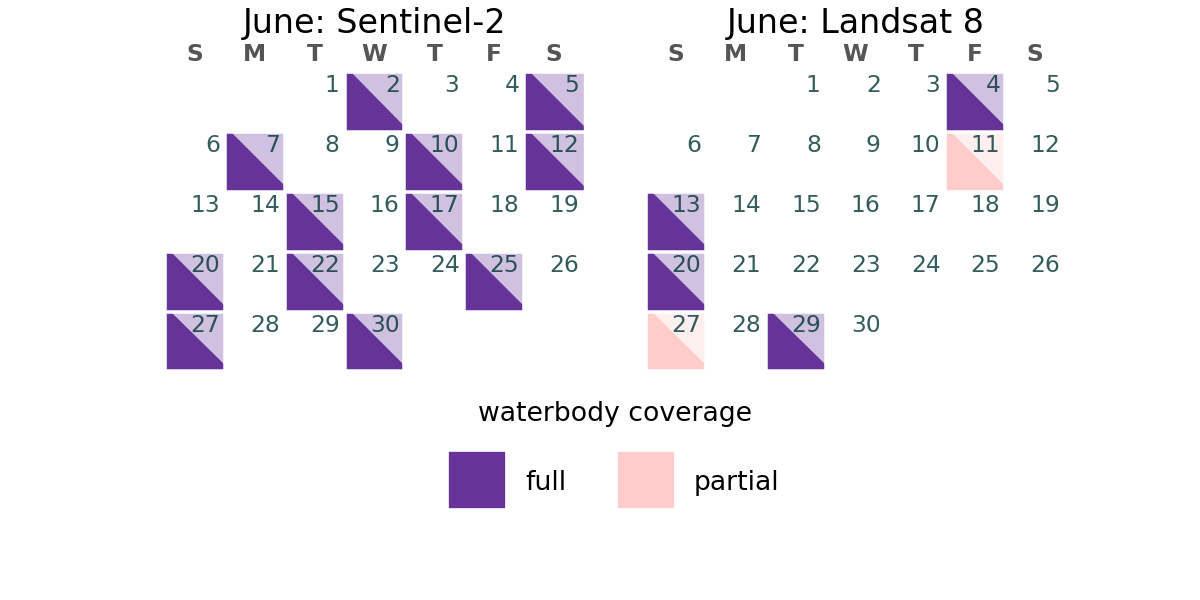 June: Sentinel-2
S M T W T F S
1 2 3 4 5
6 7 8 9 10 11 12
13 14 15 16 17 18 19
20 21 22 23 24 25 26
27 28 29 30
June: Landsat 8
S M T W T F S
1 2 3 4 5
6 7 8 9 10 11 12
13 14 15 16 17 18 19
20 21 22 23 24 25 26
27 28 29 30
waterbody coverage
full partial